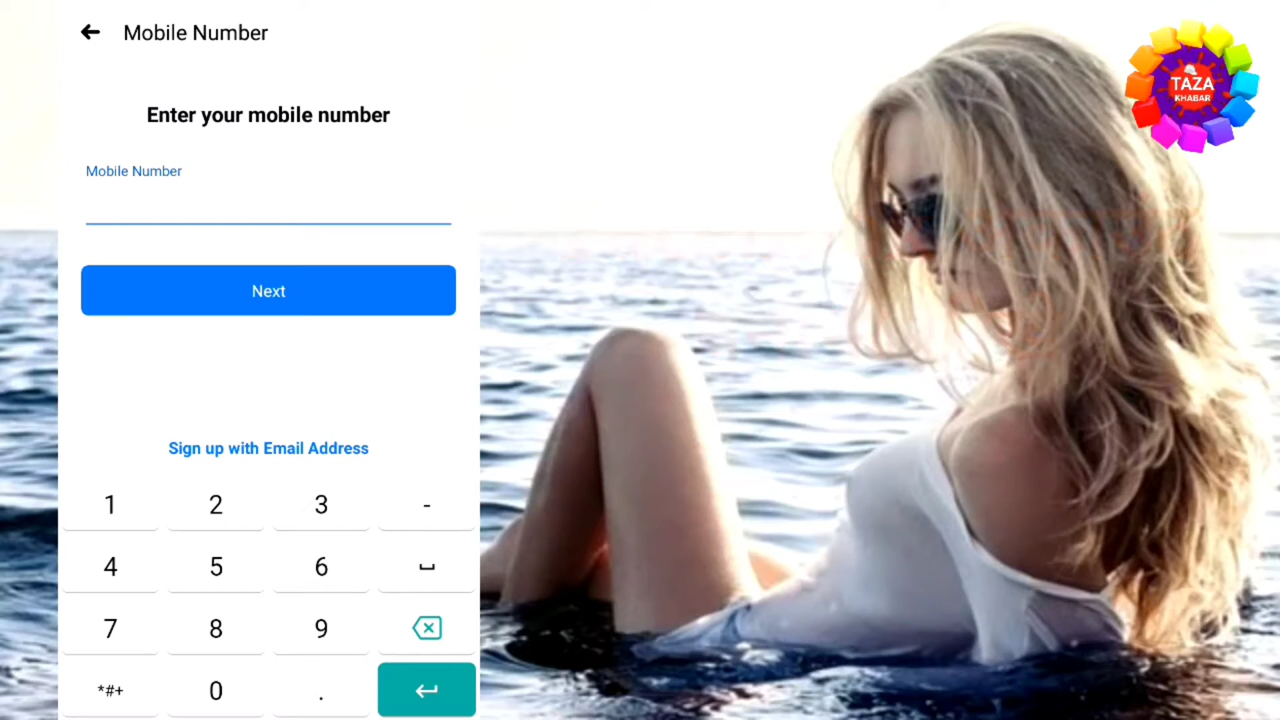 Mobile Number
Enter your mobile number
Mobile Number
Next
Sign up with Email Address
1 2 3 -
4 5 6
7 8 9
*#+ 0 .
TAZA
KHABAR